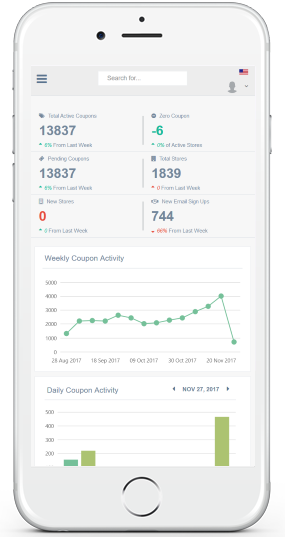 Search for...
Total Active Coupons
13837
6% From Last Week
Zero Coupon
-6
0% of Active Stores
Pending Coupons
13837
6% From Last Week
Total Stores
1839
0 From Last Week
New Stores
0
0 From Last Week
New Email Sign Ups
744
66% From Last Week
Weekly Coupon Activity
5000
4000
3000
2000
1000
0
28 Aug 2017 18 Sep 2017 09 Oct 2017 30 Oct 2017 20 Nov 2017
Daily Coupon Activity
NOV 27, 2017
500
400
300
200